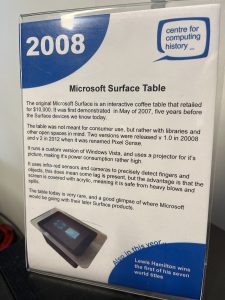 2008
centre for
computing
history
Microsoft Surface Table
The original Microsoft Surface is an interactive coffee table that retailed
for $10,000. It was first demonstrated in May of 2007, five years before
the Surface devices we know today.
The table was not meant for consumer use, but rather with libraries and
other open spaces in mind. Two versions were released v 1.0 in 20008
and v 2 in 2012 when it was renamed Pixel Sense.
It runs a custom version of Windows Vista, and uses a projector for it's
picture, making it's power consumption rather high.
It uses infra-red sensors and cameras to precisely detect fingers and
objects, this does mean some lag is present, but the advantage is that the
screen is covered with acrylic, meaning it is safe from heavy blows and
spills.
The table today is very rare, and a good glimpse of where Microsoft
would be going with their later Surface products.
also in this year
Lewis Hamilton wins
the first of his seven
world titles